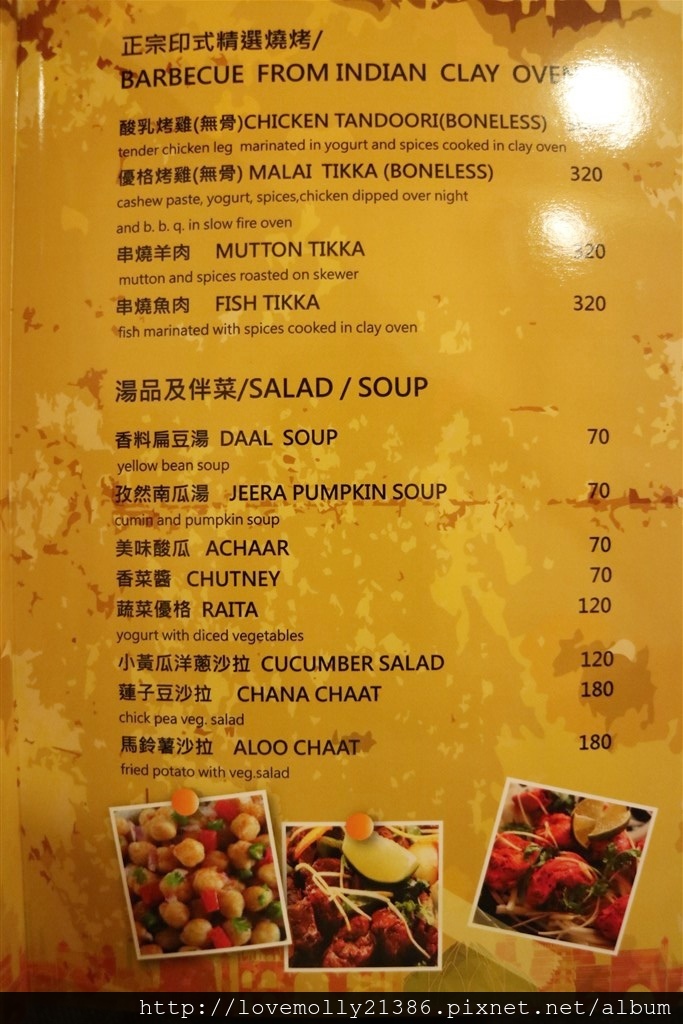 正宗印式精選燒烤/
BARBECUE FROM INDIAN CLAY OVEN
酸乳烤雞(無骨)CHICKEN TANDOORI(BONELESS)
tender chicken leg marinated in yogurt and spices cooked in clay oven
優格烤雞(無骨) MALAI TIKKA (BONELESS) 320
cashew paste, yogurt, spices,chicken dipped over night
and b. b. q. in slow fire oven
串燒羊肉 MUTTON TIKKA 320
mutton and spices roasted on skewer
串燒魚肉 FISH TIKKA 320
fish marinated with spices cooked in clay oven
湯品及伴菜/SALAD / SOUP
香料扁豆湯 DAAL SOUP 70
yellow bean soup
孜然南瓜湯 JEERA PUMPKIN SOUP 70
cumin and pumpkin soup
美味酸瓜 ACHAAR 70
香菜醬 CHUTNEY 70
蔬菜優格 RAITA 120
yogurt with diced vegetables
小黃瓜洋蔥沙拉 CUCUMBER SALAD 120
蓮子豆沙拉 CHANA CHAAT 180
chick pea veg. salad
馬鈴薯沙拉 ALOO CHAAT 180
fried potato with veg.salad
http://lovemolly21386.pixnet.net/album